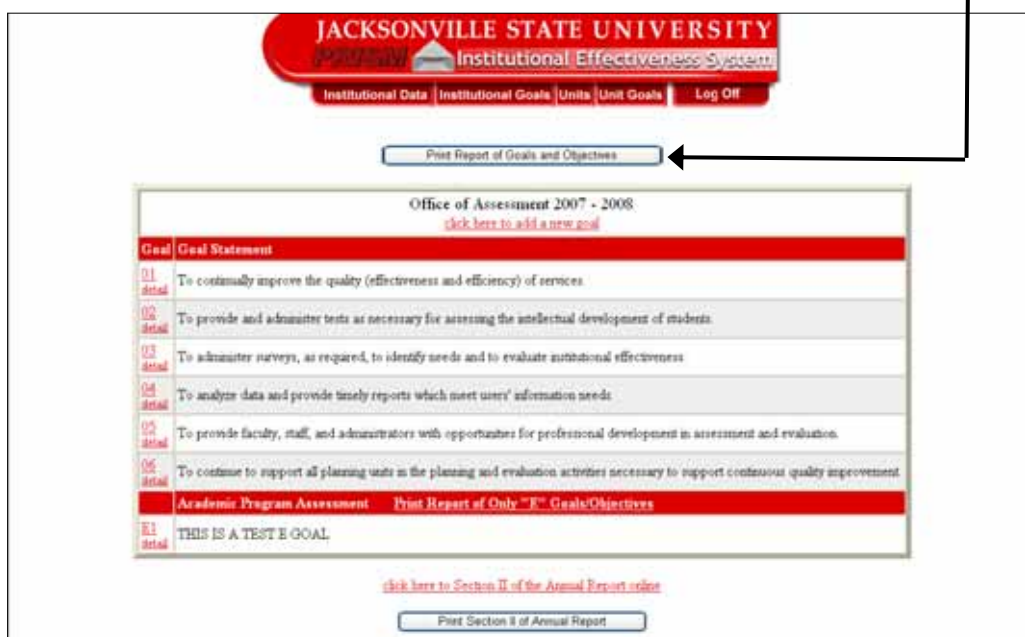 JACKSONVILLE STATE UNIVERSITY
PRISM Institutional Effectiveness System
Institutional Data Institutional Goals Units Unit Goals Log Off
Print Report of Goals and Objectives
Office of Assessment 2007 - 2008
click here to add a new goal
Goal Goal Statement
01 detail To continually improve the quality (effectiveness and efficiency) of services.
02 detail To provide and administer tests as necessary for assessing the intellectual development of students.
03 detail To administer surveys, as required, to identify needs and to evaluate institutional effectiveness
04 detail To analyze data and provide timely reports which meet users' information needs.
05 detail To provide faculty, staff, and administrators with opportunities for professional development in assessment and evaluation.
06 detail To continue to support all planning units in the planning and evaluation activities necessary to support continuous quality improvement
Academic Program Assessment Print Report of Only "E" Goals/Objectives
E1 detail THIS IS A TEST E GOAL
click here to Section II of the Annual Report online
Print Section II of Annual Report